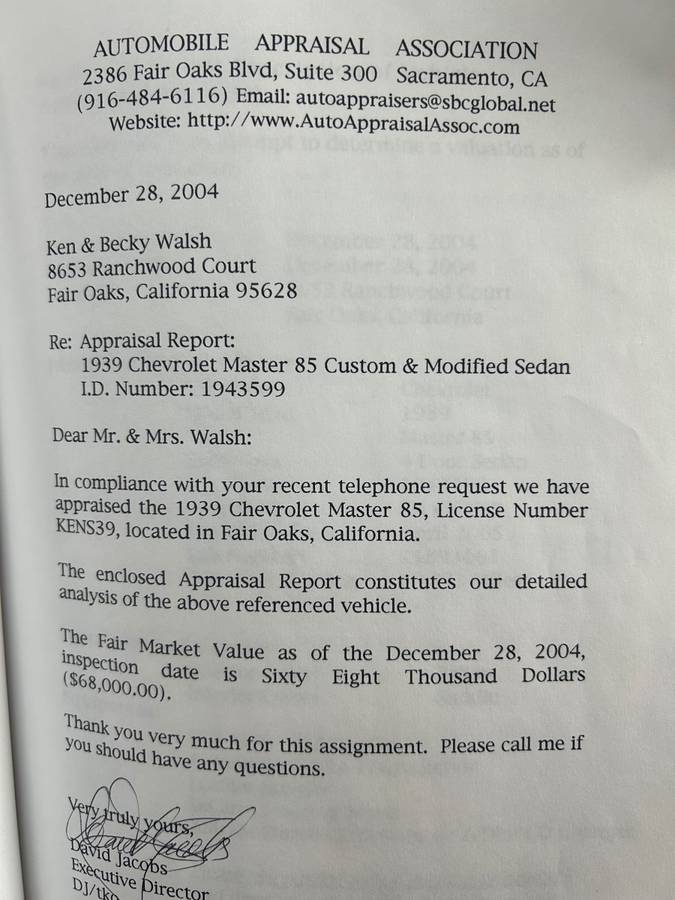 AUTOMOBILE APPRAISAL ASSOCIATION
2386 Fair Oaks Blvd, Suite 300 Sacramento, CA
(916-484-6116) Email: autoappraisers@sbcglobal.net
Website: http://www.AutoAppraisalAssoc.com
December 28, 2004
Ken & Becky Walsh
8653 Ranchwood Court
Fair Oaks, California 95628
Re: Appraisal Report:
1939 Chevrolet Master 85 Custom & Modified Sedan
I.D. Number: 1943599
Dear Mr. & Mrs. Walsh:
In compliance with your recent telephone request we have
appraised the 1939 Chevrolet Master 85, License Number
KENS39, located in Fair Oaks, California.
The enclosed Appraisal Report constitutes our detailed
analysis of the above referenced vehicle.
The Fair Market Value as of the December 28, 2004,
inspection date is Sixty Eight Thousand Dollars
($68,000.00).
Thank you very much for this assignment. Please call me if
you should have any questions.
Very truly yours,
David Jacobs
Executive Director
DJ/tko